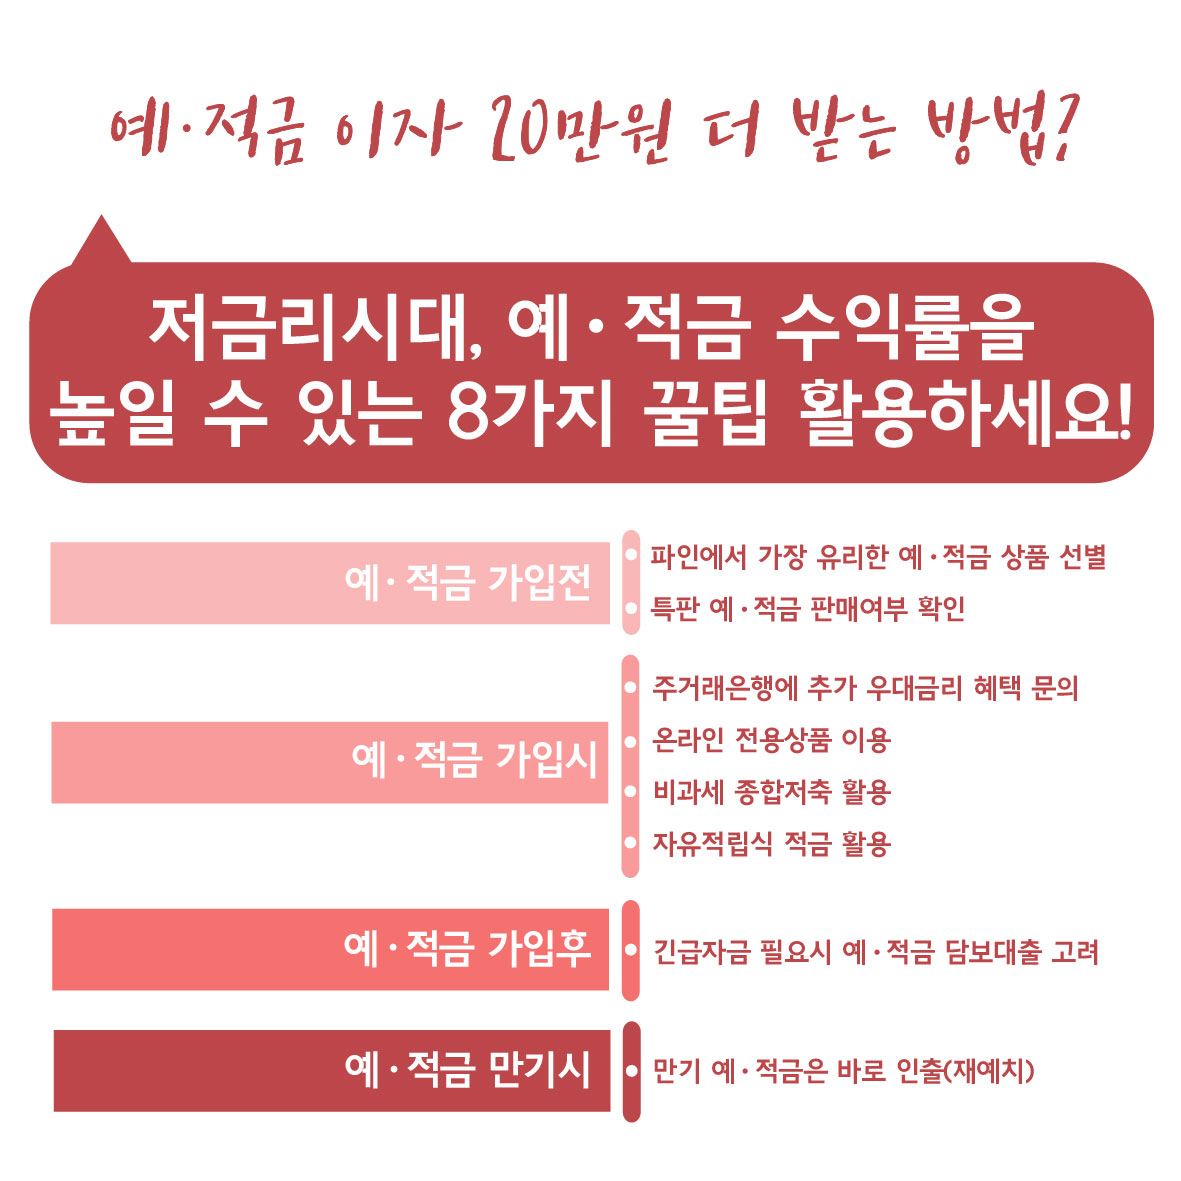 예·적금 이자 20만원 더 받는 방법?
저금리시대, 예·적금 수익률을
높일 수 있는 8가지 꿀팁 활용하세요!
예·적금 가입전
파인에서 가장 유리한 예·적금 상품 선별
특판 예·적금 판매여부 확인
예·적금 가입시
주거래은행에 추가 우대금리 혜택 문의
온라인 전용상품 이용
비과세 종합저축 활용
자유적립식 적금 활용
예·적금 가입후
긴급자금 필요시 예·적금 담보대출 고려
예·적금 만기시
만기 예·적금은 바로 인출(재예치)